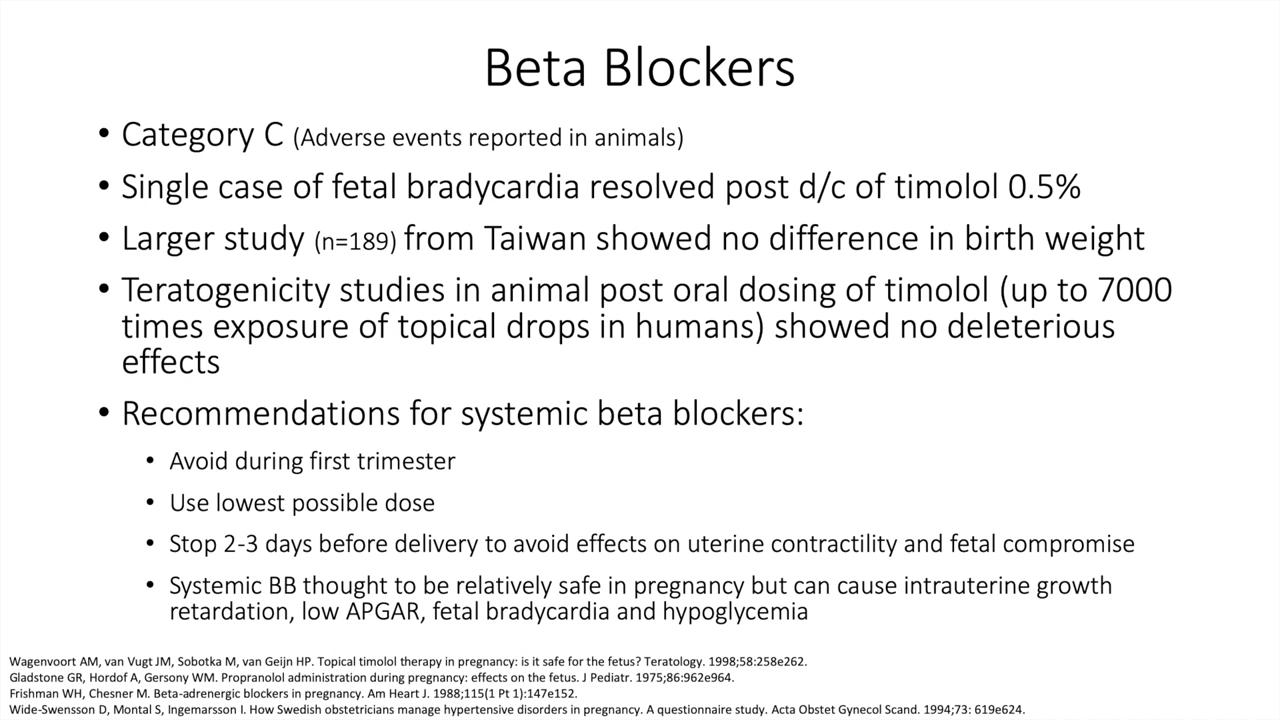 Beta Blockers
• Category C (Adverse events reported in animals)
• Single case of fetal bradycardia resolved post d/c of timolol 0.5%
• Larger study (n=189) from Taiwan showed no difference in birth weight
• Teratogenicity studies in animal post oral dosing of timolol (up to 7000
times exposure of topical drops in humans) showed no deleterious
effects
• Recommendations for systemic beta blockers:
• Avoid during first trimester
• Use lowest possible dose
• Stop 2-3 days before delivery to avoid effects on uterine contractility and fetal compromise
• Systemic BB thought to be relatively safe in pregnancy but can cause intrauterine growth
retardation, low APGAR, fetal bradycardia and hypoglycemia
Wagenvoort AM, van Vugt JM, Sobotka M, van Geijn HP. Topical timolol therapy in pregnancy: is it safe for the fetus? Teratology. 1998;58:258e262.
Gladstone GR, Hordof A, Gersony WM. Propranolol administration during pregnancy: effects on the fetus. J Pediatr. 1975;86:962e964.
Frishman WH, Chesner M. Beta-adrenergic blockers in pregnancy. Am Heart J. 1988;115(1 Pt 1):147e152.
Wide-Swensson D, Montal S, Ingemarsson I. How Swedish obstetricians manage hypertensive disorders in pregnancy. A questionnaire study. Acta Obstet Gynecol Scand. 1994;73: 619e624.